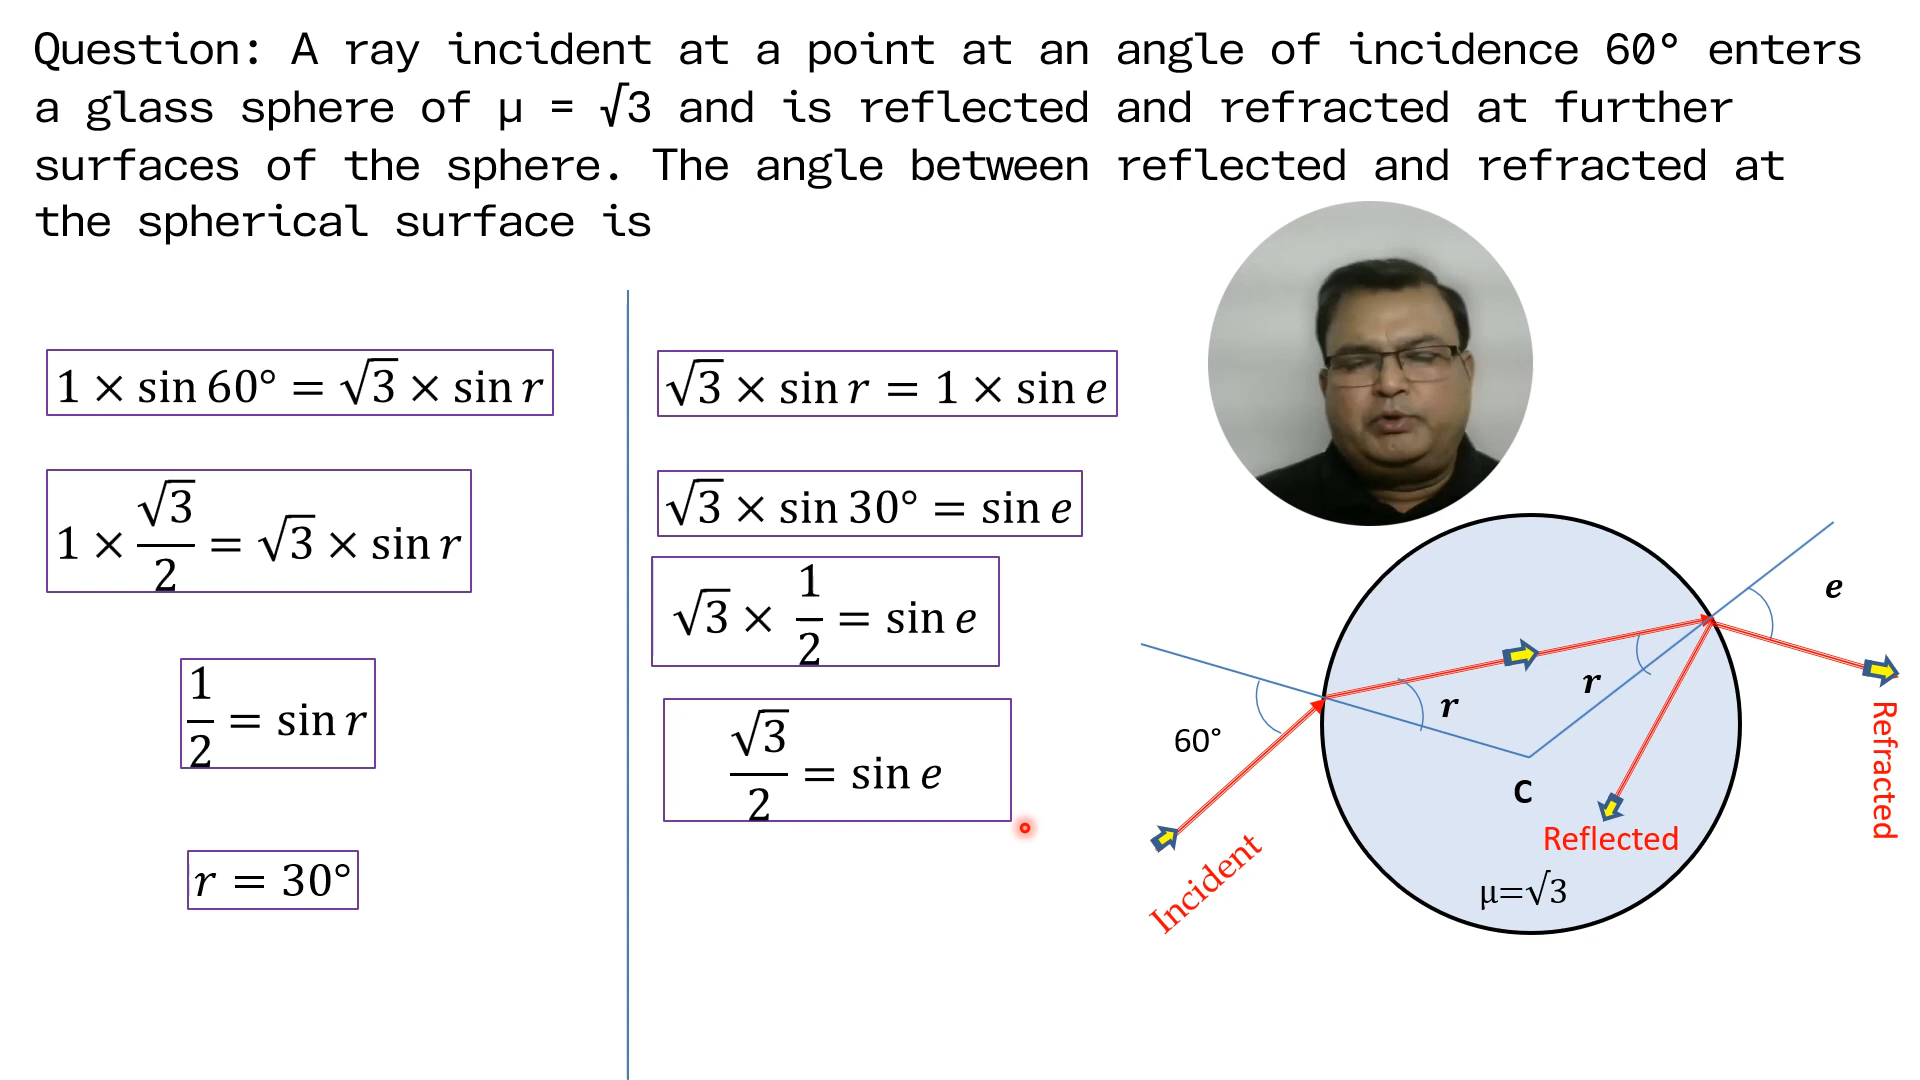 Question: A ray incident at a point at an angle of incidence 60° enters
a glass sphere of μ = √3 and is reflected and refracted at further
surfaces of the sphere. The angle between reflected and refracted at
the spherical surface is
1 × sin 60° = √3 × sin r
1 × √3/2 = √3 × sin r
1/2 = sin r
r = 30°
√3 × sin r = 1 × sin e
√3 × sin 30° = sin e
√3 × 1/2 = sin e
√3/2 = sin e
e
r
r
60°
C
Refracted
Incident
Reflected
μ=√3